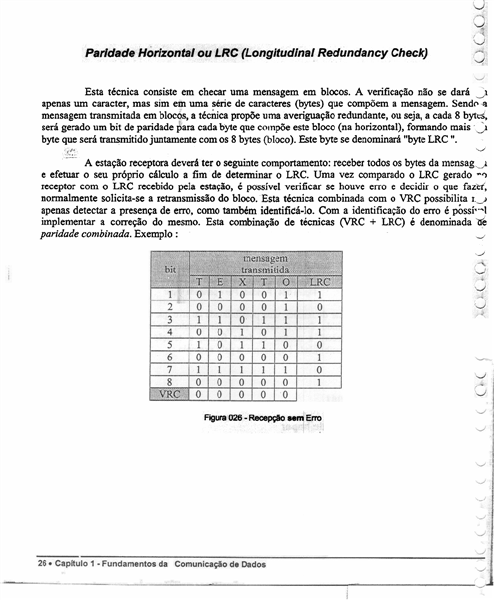 Paridade Horizontal ou LRC (Longitudinal Redundancy Check)
Esta técnica consiste em checar uma mensagem em blocos. A verificação não se dará
apenas um caracter, mas sim em uma série de caracteres (bytes) que compõem a mensagem. Sendo a
mensagem transmitada em blocos, a técnica propõe uma averiguação redundante, ou seja, a cada 8 bytes,
será gerado um bit de paridade para cada byte que compõe este bloco (na horizontal), formando mais
byte que será transmitido juntamente com os 8 bytes (bloco). Este byte se denominará "byte LRC ".
A estação receptora deverá ter o seguinte comportamento: receber todos os bytes da mensag
e efetuar o seu próprio cálculo a fim de determinar o LRC. Uma vez comparado o LRC gerado
receptor com o LRC recebido pela estação, é possível verificar se houve erro e decidir o que fazer,
normalmente solicita-se a retransmissão do bloco. Esta técnica combinada com o VRC possibilita
apenas detectar a presença de erro, como também identificá-lo. Com a identificação do erro é possível
implementar a correção do mesmo. Esta combinação de técnicas (VRC + LRC) é denominada de
paridade combinada. Exemplo :
bit mensagem
transmitida
T E X T O LRC
1 0 1 0 0 1 1
2 0 0 0 0 1 0
3 1 1 0 1 1 1
4 0 0 1 0 1 1
5 1 0 1 1 0 0
6 0 0 0 0 0 1
7 1 1 1 1 1 0
8 0 0 0 0 0 1
VRC 0 0 0 0 0
Figura 026 - Recepção sem Erro
26 • Capítulo 1 - Fundamentos da Comunicação de Dados